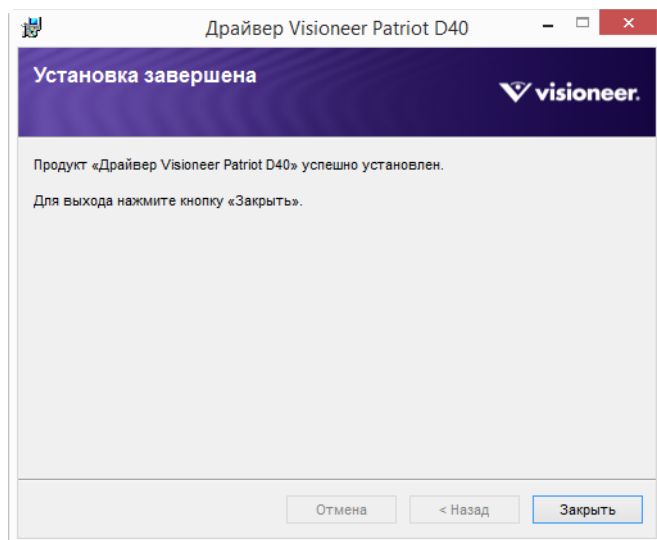 Драйвер Visioneer Patriot D40
Установка завершена
visioneer.
Продукт «Драйвер Visioneer Patriot D40» успешно установлен.
Для выхода нажмите кнопку «Закрыть».
Отмена
< Назад
Закрыть